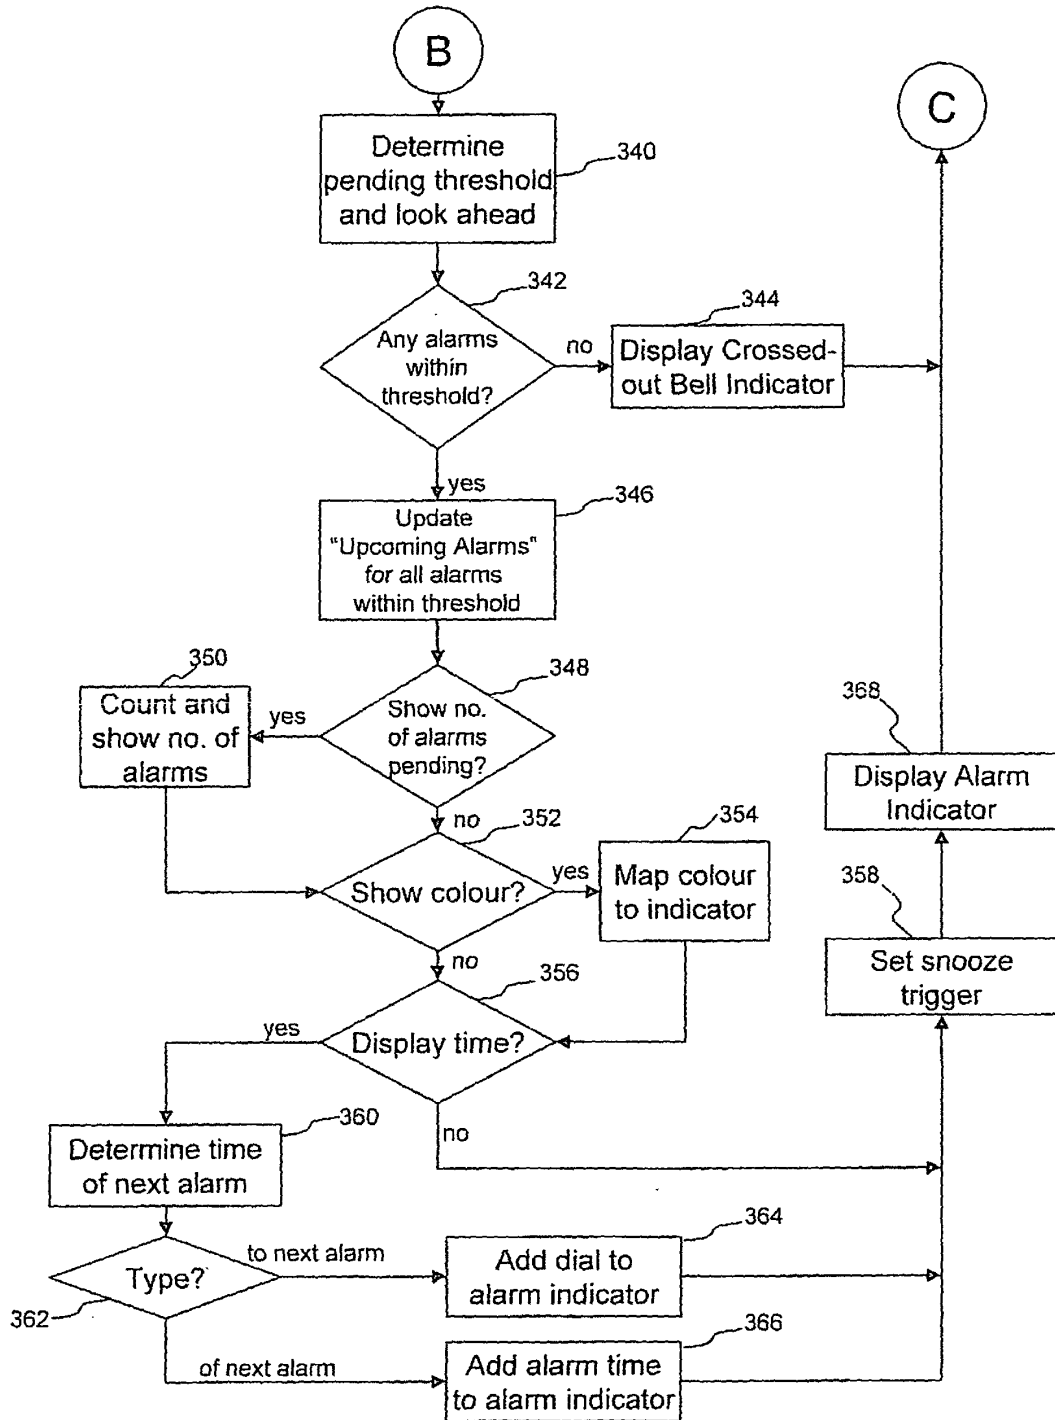 B
C
Determine
pending threshold
and look ahead
340
342
Any alarms
within
threshold?
no
344
Display Crossed-
out Bell Indicator
yes
346
Update
"Upcoming Alarms"
for all alarms
within threshold
350
Count and
show no. of
alarms
yes
348
Show no.
of alarms
pending?
no
352
Show colour?
yes
354
Map colour
to indicator
368
Display Alarm
Indicator
358
Set snooze
trigger
no
356
Display time?
yes
no
360
Determine time
of next alarm
Type?
362
to next alarm
364
Add dial to
alarm indicator
of next alarm
366
Add alarm time
to alarm indicator